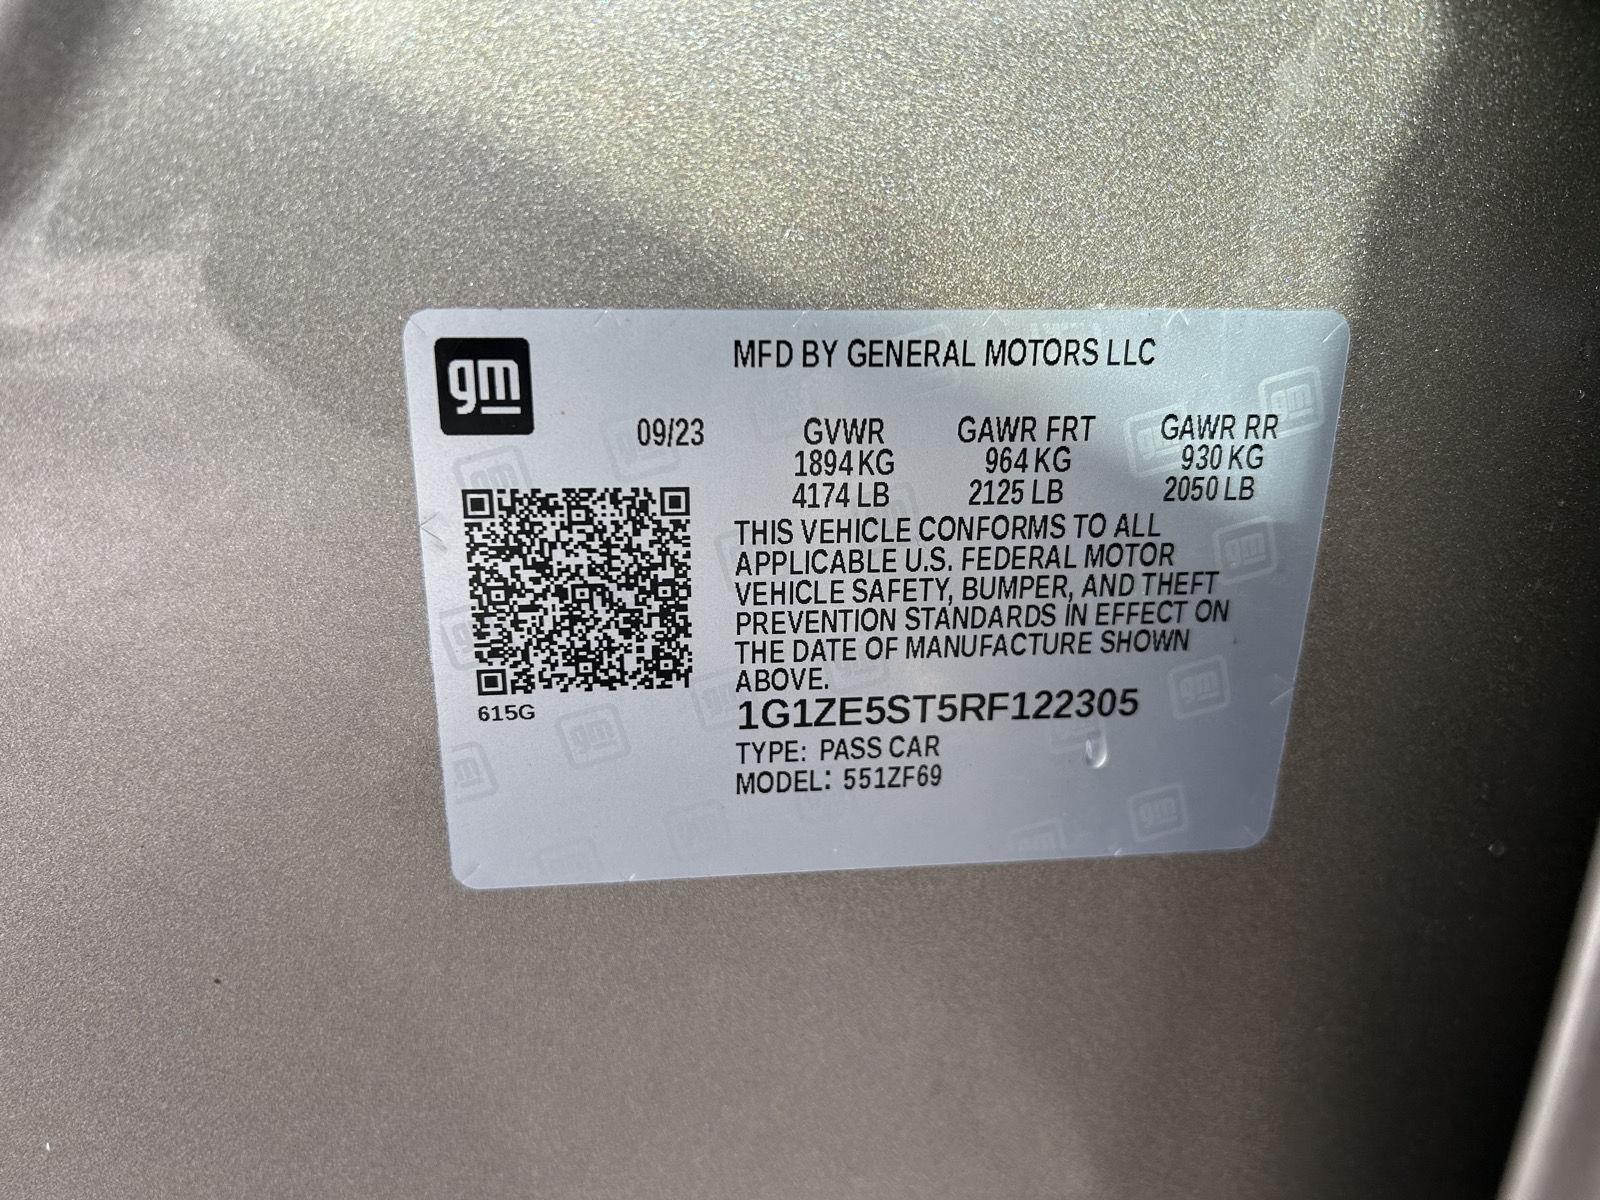 gm
MFD BY GENERAL MOTORS LLC
09/23 GVWR GAWR FRT GAWR RR
1894 KG 964 KG 930 KG
4174 LB 2125 LB 2050 LB
THIS VEHICLE CONFORMS TO ALL
APPLICABLE U.S. FEDERAL MOTOR
VEHICLE SAFETY, BUMPER, AND THEFT
PREVENTION STANDARDS IN EFFECT ON
THE DATE OF MANUFACTURE SHOWN
ABOVE.
615G
1G1ZE5ST5RF122305
TYPE: PASS CAR
MODEL: 551ZF69